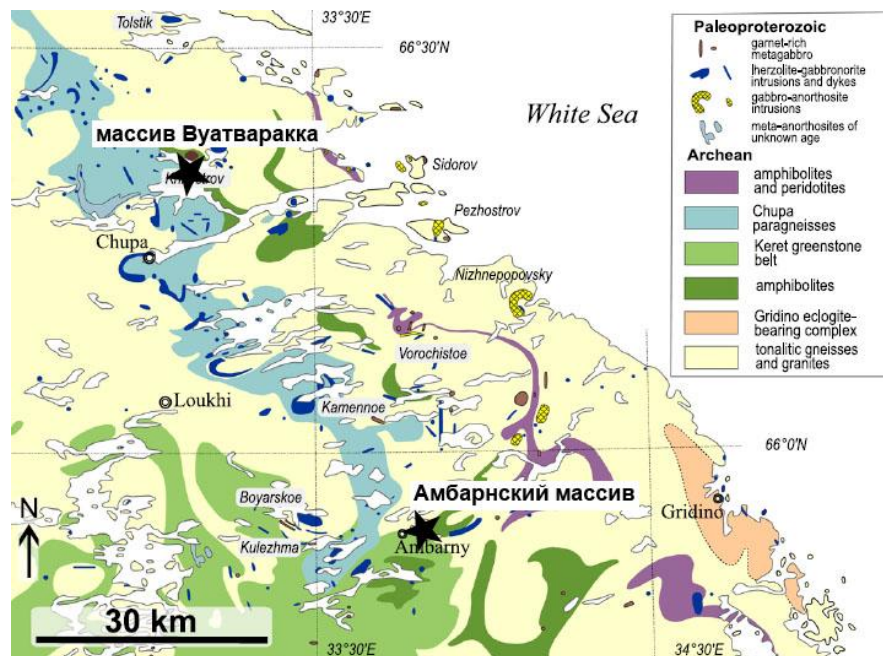 Tolstik
33°30'E
66°30'N
White Sea
массив Вуатваракка
Sidorov
Pezhostrov
Chupa
Nizhnepopovsky
Vorochistoe
Loukhi
Kamennoe
66°0'N
Boyarskoe
Амбарнский массив
Gridino
N
Kulezhma
Ambarny
30 km
33°30'E
34°30'E
Paleoproterozoic
garnet-rich
metagabbro
lherzolite-gabbronorite
intrusions and dykes
gabbro-anorthosite
intrusions
meta-anorthosites of
unknown age
Archean
amphibolites
and peridotites
Chupa
paragneisses
Keret greenstone
belt
amphibolites
Gridino eclogite-
bearing complex
tonalitic gneisses
and granites